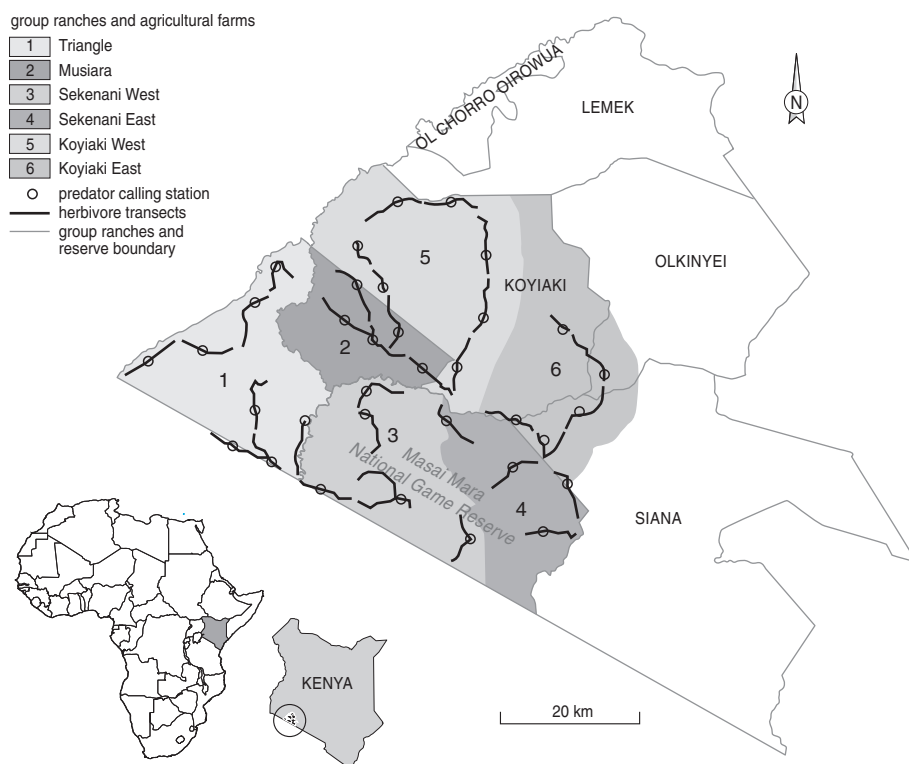 group ranches and agricultural farms
1 Triangle
2 Musiara
3 Sekenani West
4 Sekenani East
5 Koyiaki West
6 Koyiaki East
predator calling station
herbivore transects
group ranches and
reserve boundary
OL CHORRO OIROWUA
LEMEK
N
OLKINYEI
5
KOYIAKI
2
6
1
3
Masai Mara
National Game Reserve
4
SIANA
KENYA
20 km